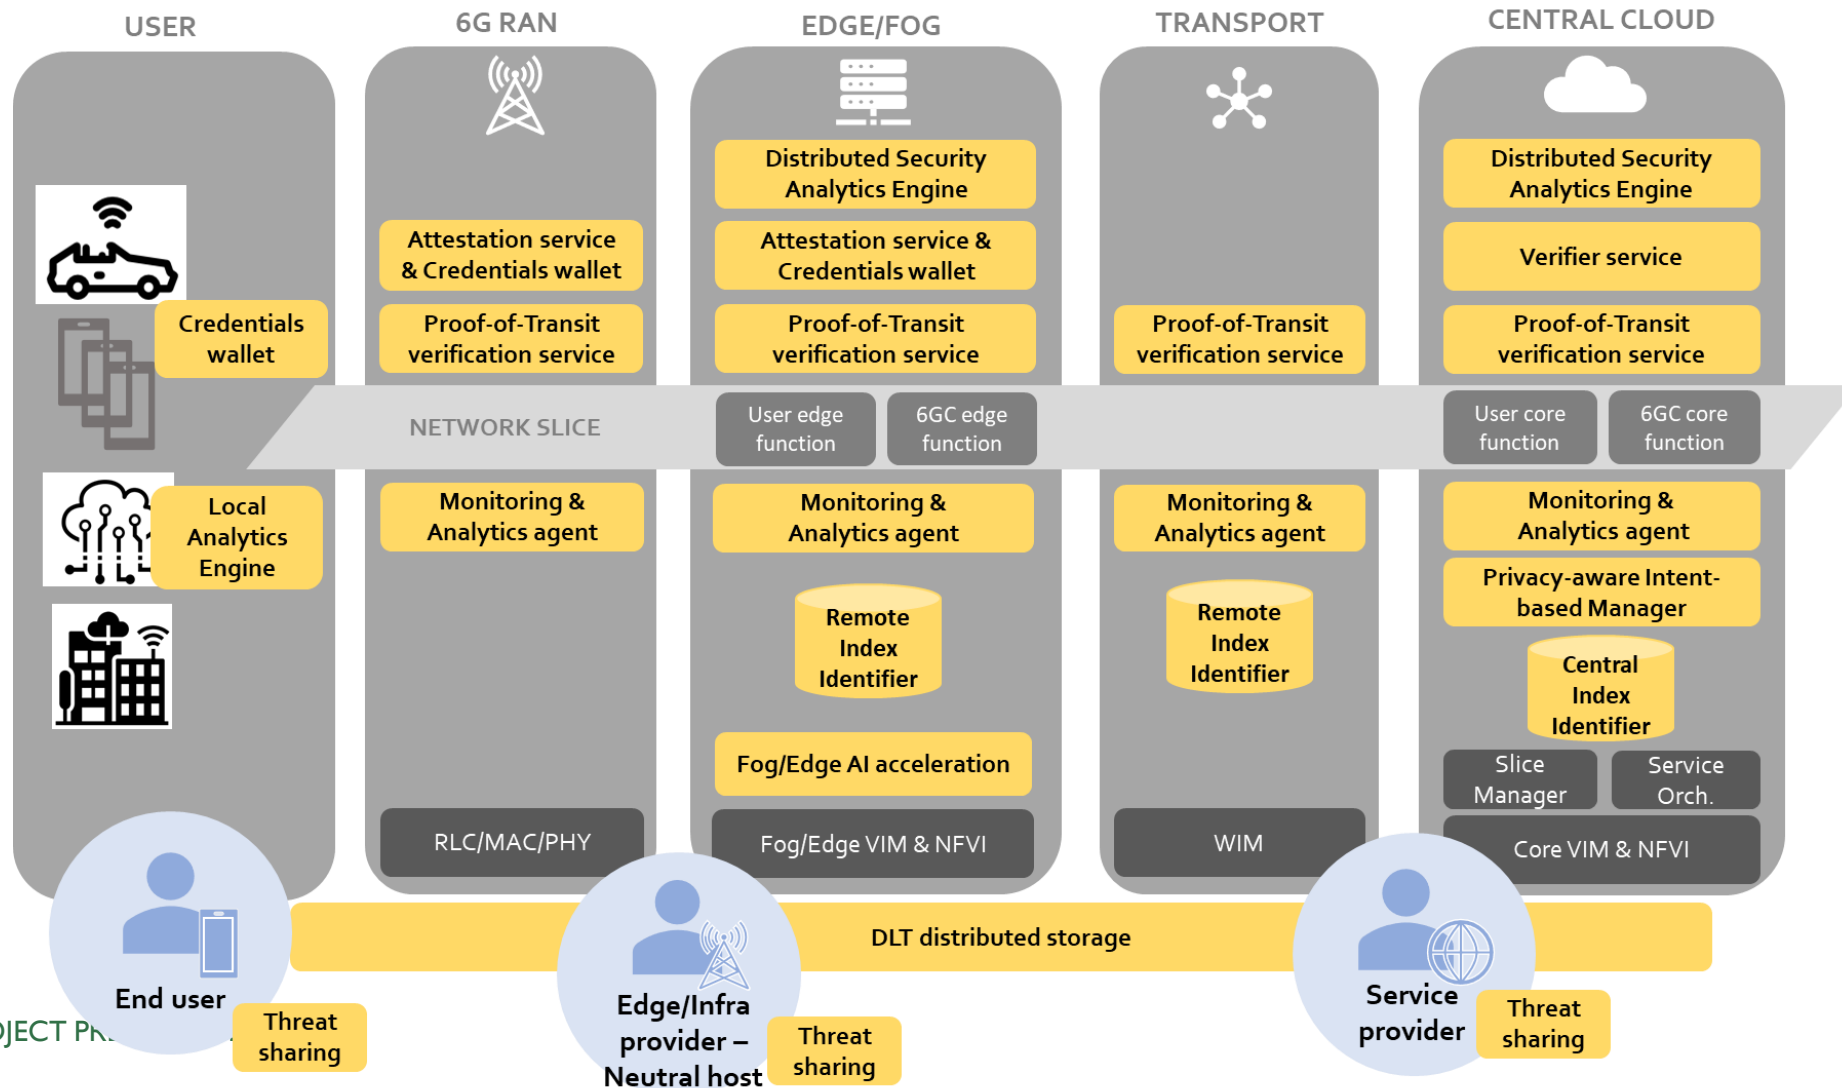 USER
6G RAN
EDGE/FOG
TRANSPORT
CENTRAL CLOUD
Credentials
wallet
Local
Analytics
Engine
Attestation service
& Credentials wallet
Proof-of-Transit
verification service
NETWORK SLICE
Monitoring &
Analytics agent
RLC/MAC/PHY
Distributed Security
Analytics Engine
Attestation service &
Credentials wallet
Proof-of-Transit
verification service
User edge
function
6GC edge
function
Monitoring &
Analytics agent
Remote
Index
Identifier
Fog/Edge AI acceleration
Fog/Edge VIM & NFVI
Proof-of-Transit
verification service
Monitoring &
Analytics agent
Remote
Index
Identifier
WIM
Distributed Security
Analytics Engine
Verifier service
Proof-of-Transit
verification service
User core
function
6GC core
function
Monitoring &
Analytics agent
Privacy-aware Intent-
based Manager
Central
Index
Identifier
Slice
Manager
Service
Orch.
Core VIM & NFVI
DLT distributed storage
End user
Threat
sharing
Edge/Infra
provider –
Neutral host
Threat
sharing
Service
provider
Threat
sharing